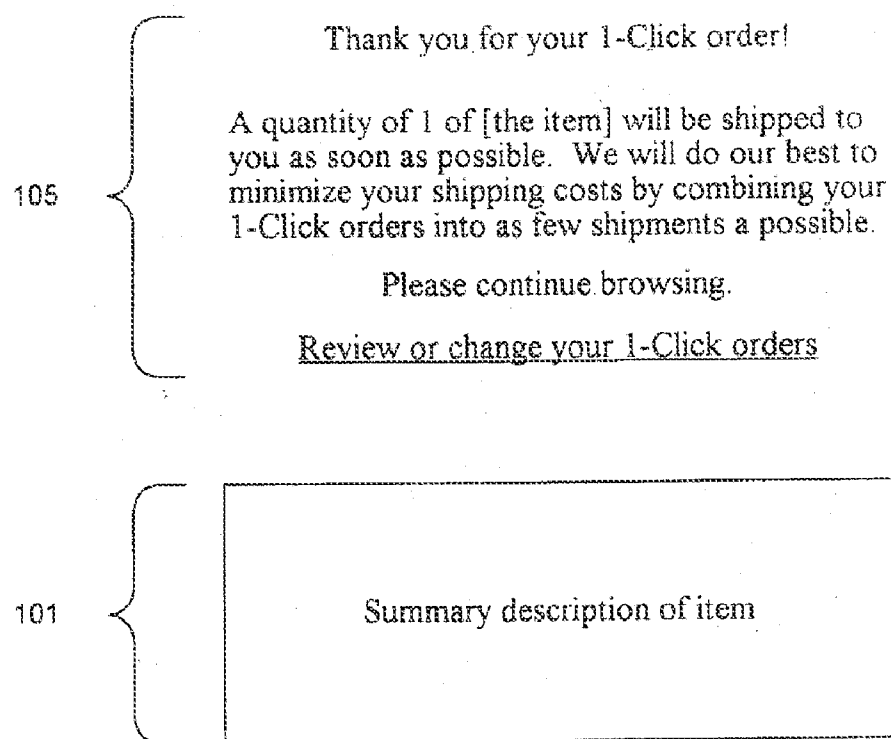 Thank you for your 1-Click order!
A quantity of 1 of [the item] will be shipped to
you as soon as possible. We will do our best to
105
minimize your shipping costs by combining your
1-Click orders into as few shipments a possible.
Please continue browsing.
Review or change your 1-Click orders
101
Summary description of item